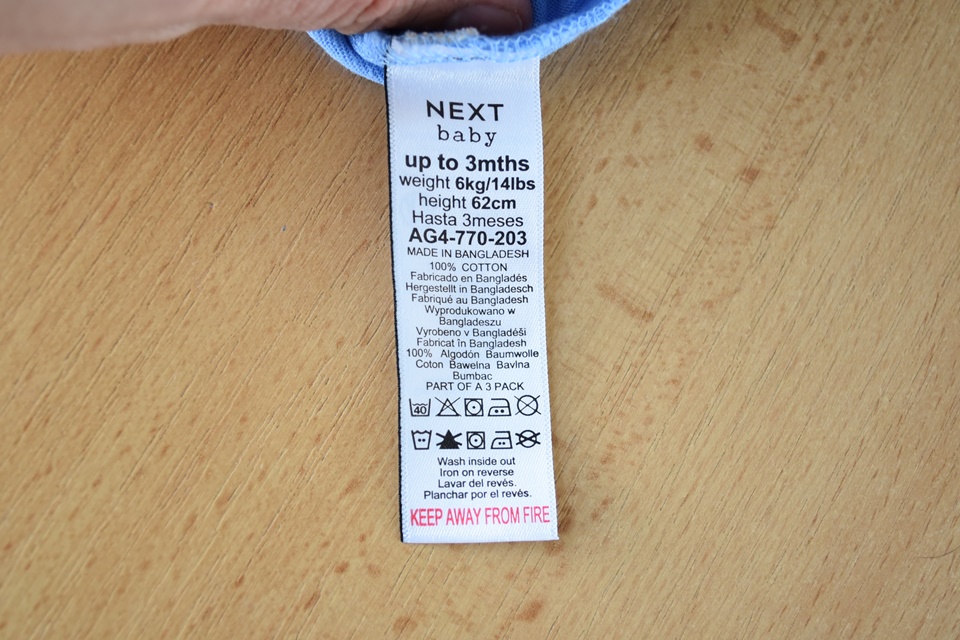 NEXT
baby
up to 3mths
weight 6kg/14lbs
height 62cm
Hasta 3meses
AG4-770-203
MADE IN BANGLADESH
100% COTTON
Fabricado en Bangladés
Hergestellt in Bangladesch
Fabriqué au Bangladesh
Wyprodukowano w
Bangladeszu
Vyrobeno v Bangladéši
Fabricat în Bangladesh
100% Algodón Baumwolle
Coton Bawełna Bavlna
Bumbac
PART OF A 3 PACK
40
Wash inside out
Iron on reverse
Lavar del revés.
Planchar por el revés.
KEEP AWAY FROM FIRE